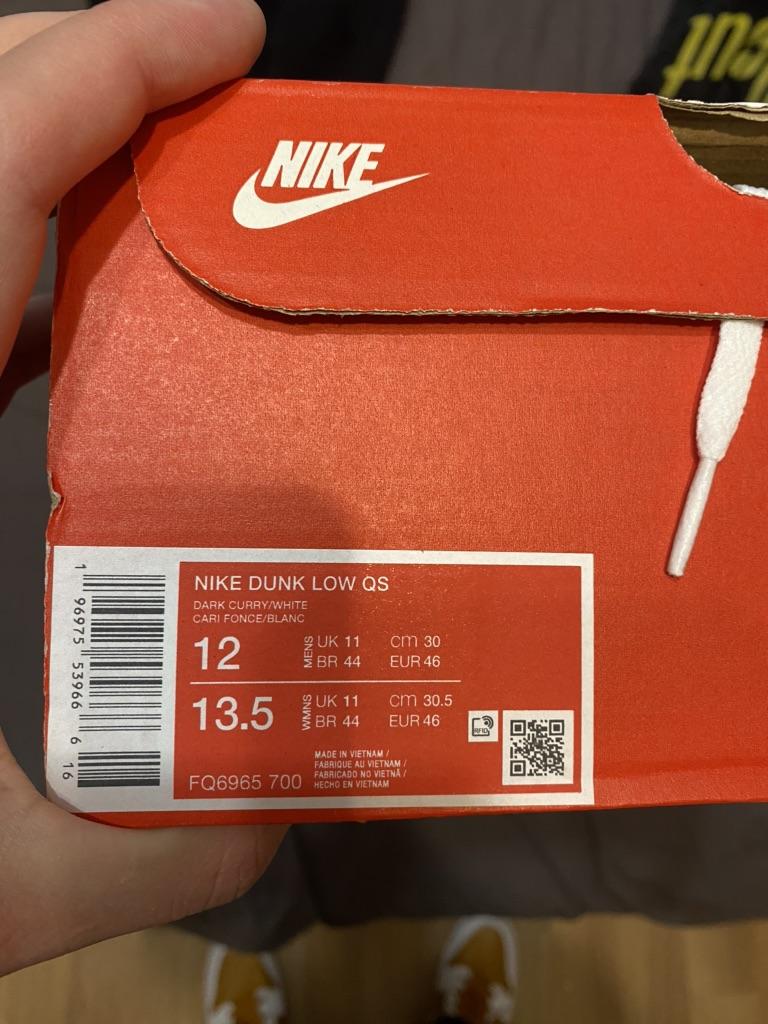 NIKE
NIKE DUNK LOW QS
DARK CURRY/WHITE
CARI FONCE/BLANC
12 MENS UK 11 cm 30
BR 44 EUR 46
13.5 WMNS UK 11 cm 30.5
BR 44 EUR 46
RFID
MADE IN VIETNAM /
FABRIQUE AU VIETNAM /
FABRICADO NO VIETNÃ /
HECHO EN VIETNAM
FQ6965 700
1 96975 53966 6 16